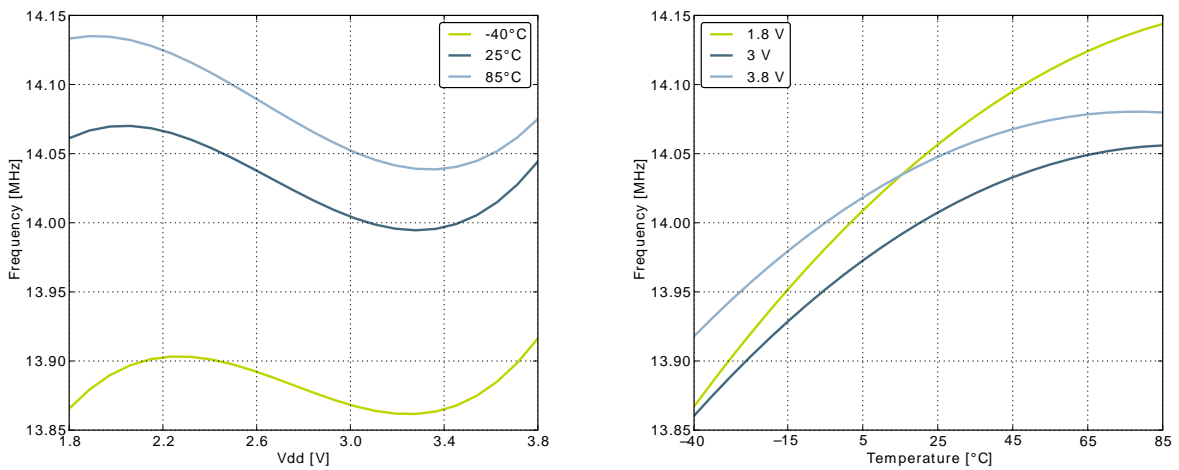 14.15
14.10
14.05
14.00
13.95
13.90
13.85
Frequency [MHz]
-40°C
25°C
85°C
1.8
2.2
2.6
3.0
3.4
3.8
Vdd [V]
14.15
14.10
14.05
14.00
13.95
13.90
13.85
Frequency [MHz]
1.8 V
3 V
3.8 V
−40
−15
5
25
45
65
85
Temperature [°C]